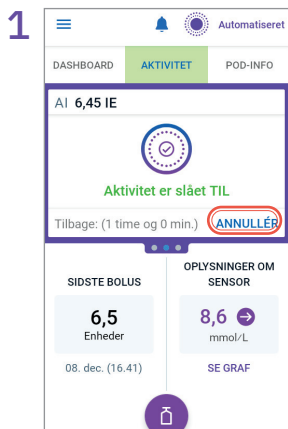 1
Automatiseret
DASHBOARD AKTIVITET POD-INFO
AI 6,45 IE
Aktivitet er slået TIL
Tilbage: (1 time og 0 min.) ANNULLÉR
SIDSTE BOLUS
OPLYSNINGER OM
SENSOR
6,5
Enheder
8,6
mmol/L
08. dec. (16.41)
SE GRAF